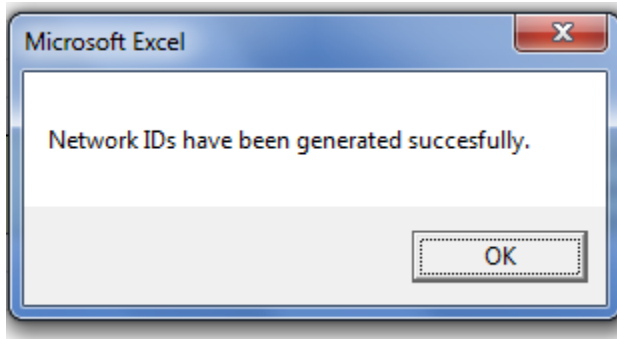 Microsoft Excel
Network IDs have been generated succesfully.
OK